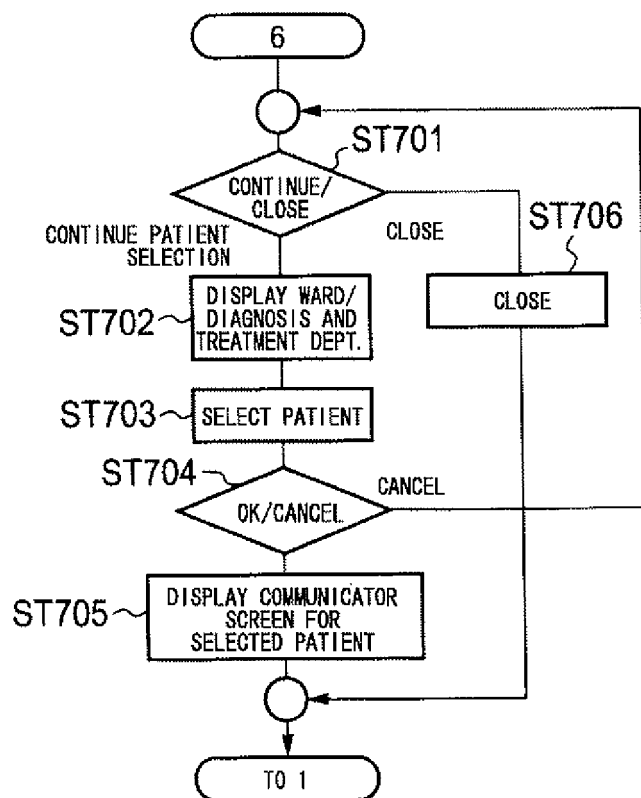 6
ST701
CONTINUE/
CLOSE
CONTINUE PATIENT
SELECTION
CLOSE
ST706
CLOSE
ST702
DISPLAY WARD/
DIAGNOSIS AND
TREATMENT DEPT.
ST703
SELECT PATIENT
ST704
OK/CANCEL
CANCEL
ST705
DISPLAY COMMUNICATOR
SCREEN FOR
SELECTED PATIENT
TO 1